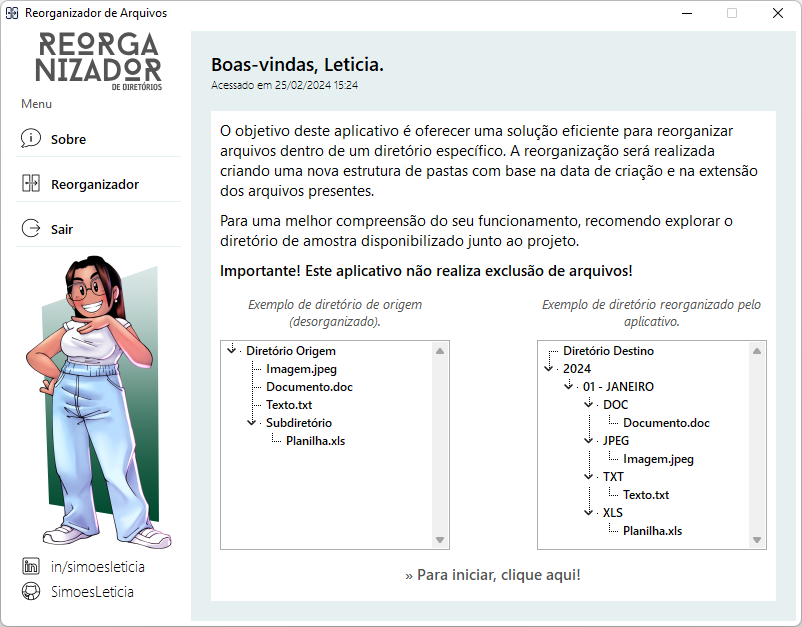 Reorganizador de Arquivos
REORGA
NIZADOR
DE DIRETÓRIOS
Menu
Sobre
Reorganizador
Sair
in/simoesleticia
SimoesLeticia
Boas-vindas, Leticia.
Acessado em 25/02/2024 15:24
O objetivo deste aplicativo é oferecer uma solução eficiente para reorganizar
arquivos dentro de um diretório específico. A reorganização será realizada
criando uma nova estrutura de pastas com base na data de criação e na extensão
dos arquivos presentes.
Para uma melhor compreensão do seu funcionamento, recomendo explorar o
diretório de amostra disponibilizado junto ao projeto.
Importante! Este aplicativo não realiza exclusão de arquivos!
Exemplo de diretório de origem
(desorganizado).
Diretório Origem
Imagem.jpeg
Documento.doc
Texto.txt
Subdiretório
Planilha.xls
Exemplo de diretório reorganizado pelo
aplicativo.
Diretório Destino
2024
01 - JANEIRO
DOC
Documento.doc
JPEG
Imagem.jpeg
TXT
Texto.txt
XLS
Planilha.xls
» Para iniciar, clique aqui!